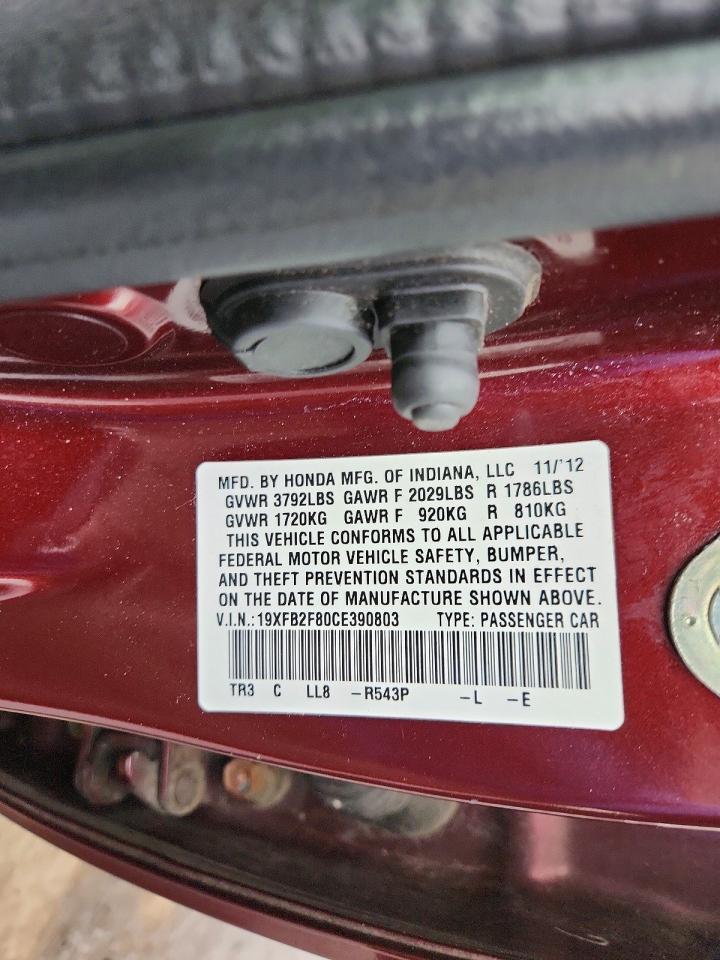 MFD. BY HONDA MFG. OF INDIANA, LLC 11/'12
GVWR 3792LBS GAWR F 2029LBS R 1786LBS
GVWR 1720KG GAWR F 920KG R 810KG
THIS VEHICLE CONFORMS TO ALL APPLICABLE
FEDERAL MOTOR VEHICLE SAFETY, BUMPER,
AND THEFT PREVENTION STANDARDS IN EFFECT
ON THE DATE OF MANUFACTURE SHOWN ABOVE.
V.I.N.:19XFB2F80CE390803 TYPE: PASSENGER CAR
TR3 C LL8 -R543P -L -E